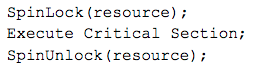 SpinLock(resource);
Execute Critical Section;
SpinUnlock(resource);